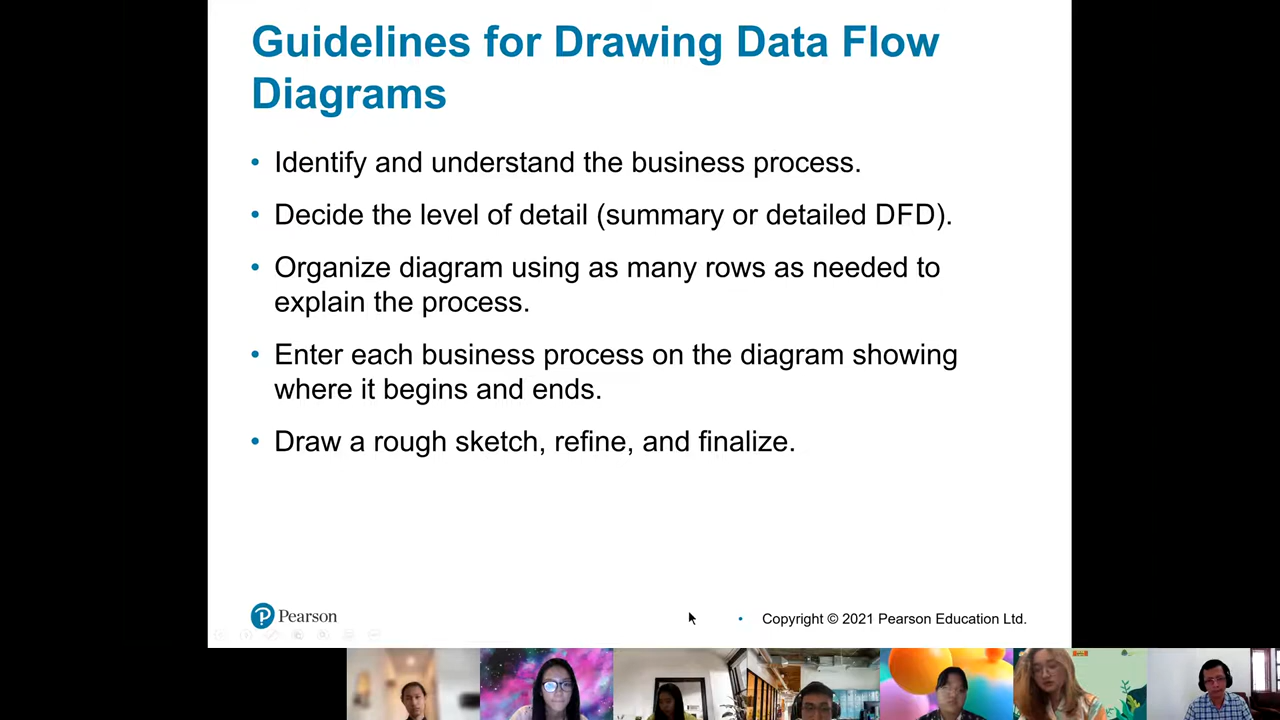 Guidelines for Drawing Data Flow
Diagrams
• Identify and understand the business process.
• Decide the level of detail (summary or detailed DFD).
• Organize diagram using as many rows as needed to
explain the process.
• Enter each business process on the diagram showing
where it begins and ends.
• Draw a rough sketch, refine, and finalize.
Pearson
• Copyright © 2021 Pearson Education Ltd.